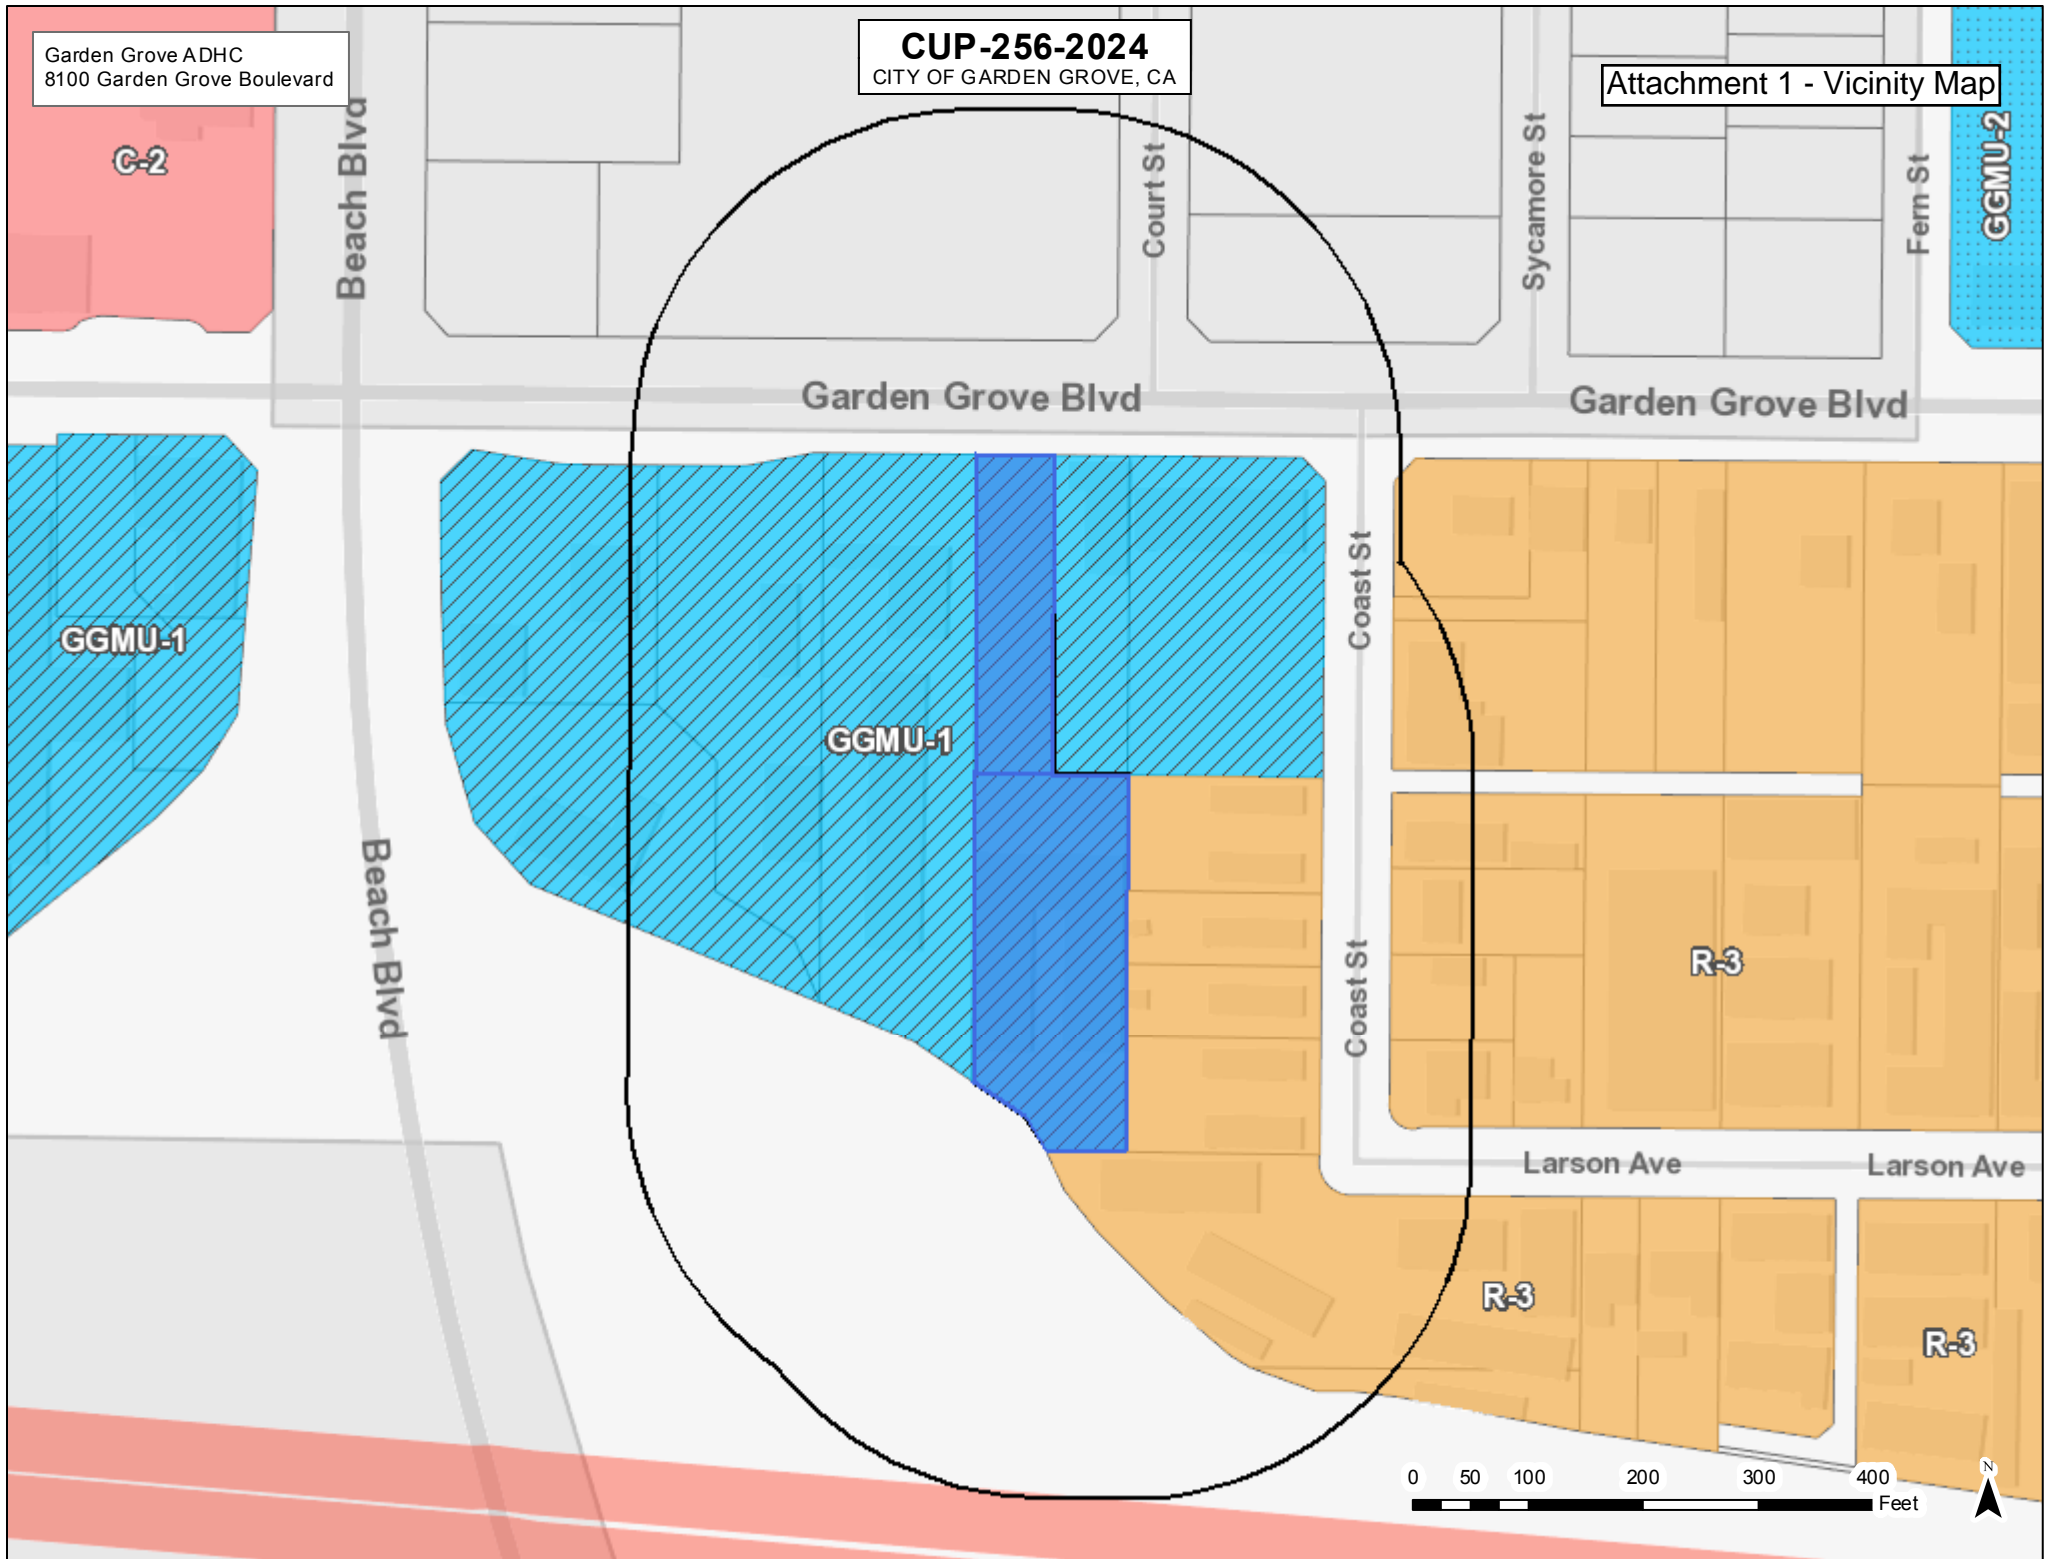 Garden Grove ADHC
8100 Garden Grove Boulevard
CUP-256-2024
CITY OF GARDEN GROVE, CA
Attachment 1 - Vicinity Map
C-2
Beach Blvd
Court St
Sycamore St
Fern St
GGMU-2
Garden Grove Blvd
Garden Grove Blvd
GGMU-1
GGMU-1
Coast St
Beach Blvd
Coast St
R-3
Larson Ave
Larson Ave
R-3
R-3
0 50 100 200 300 400
Feet
N